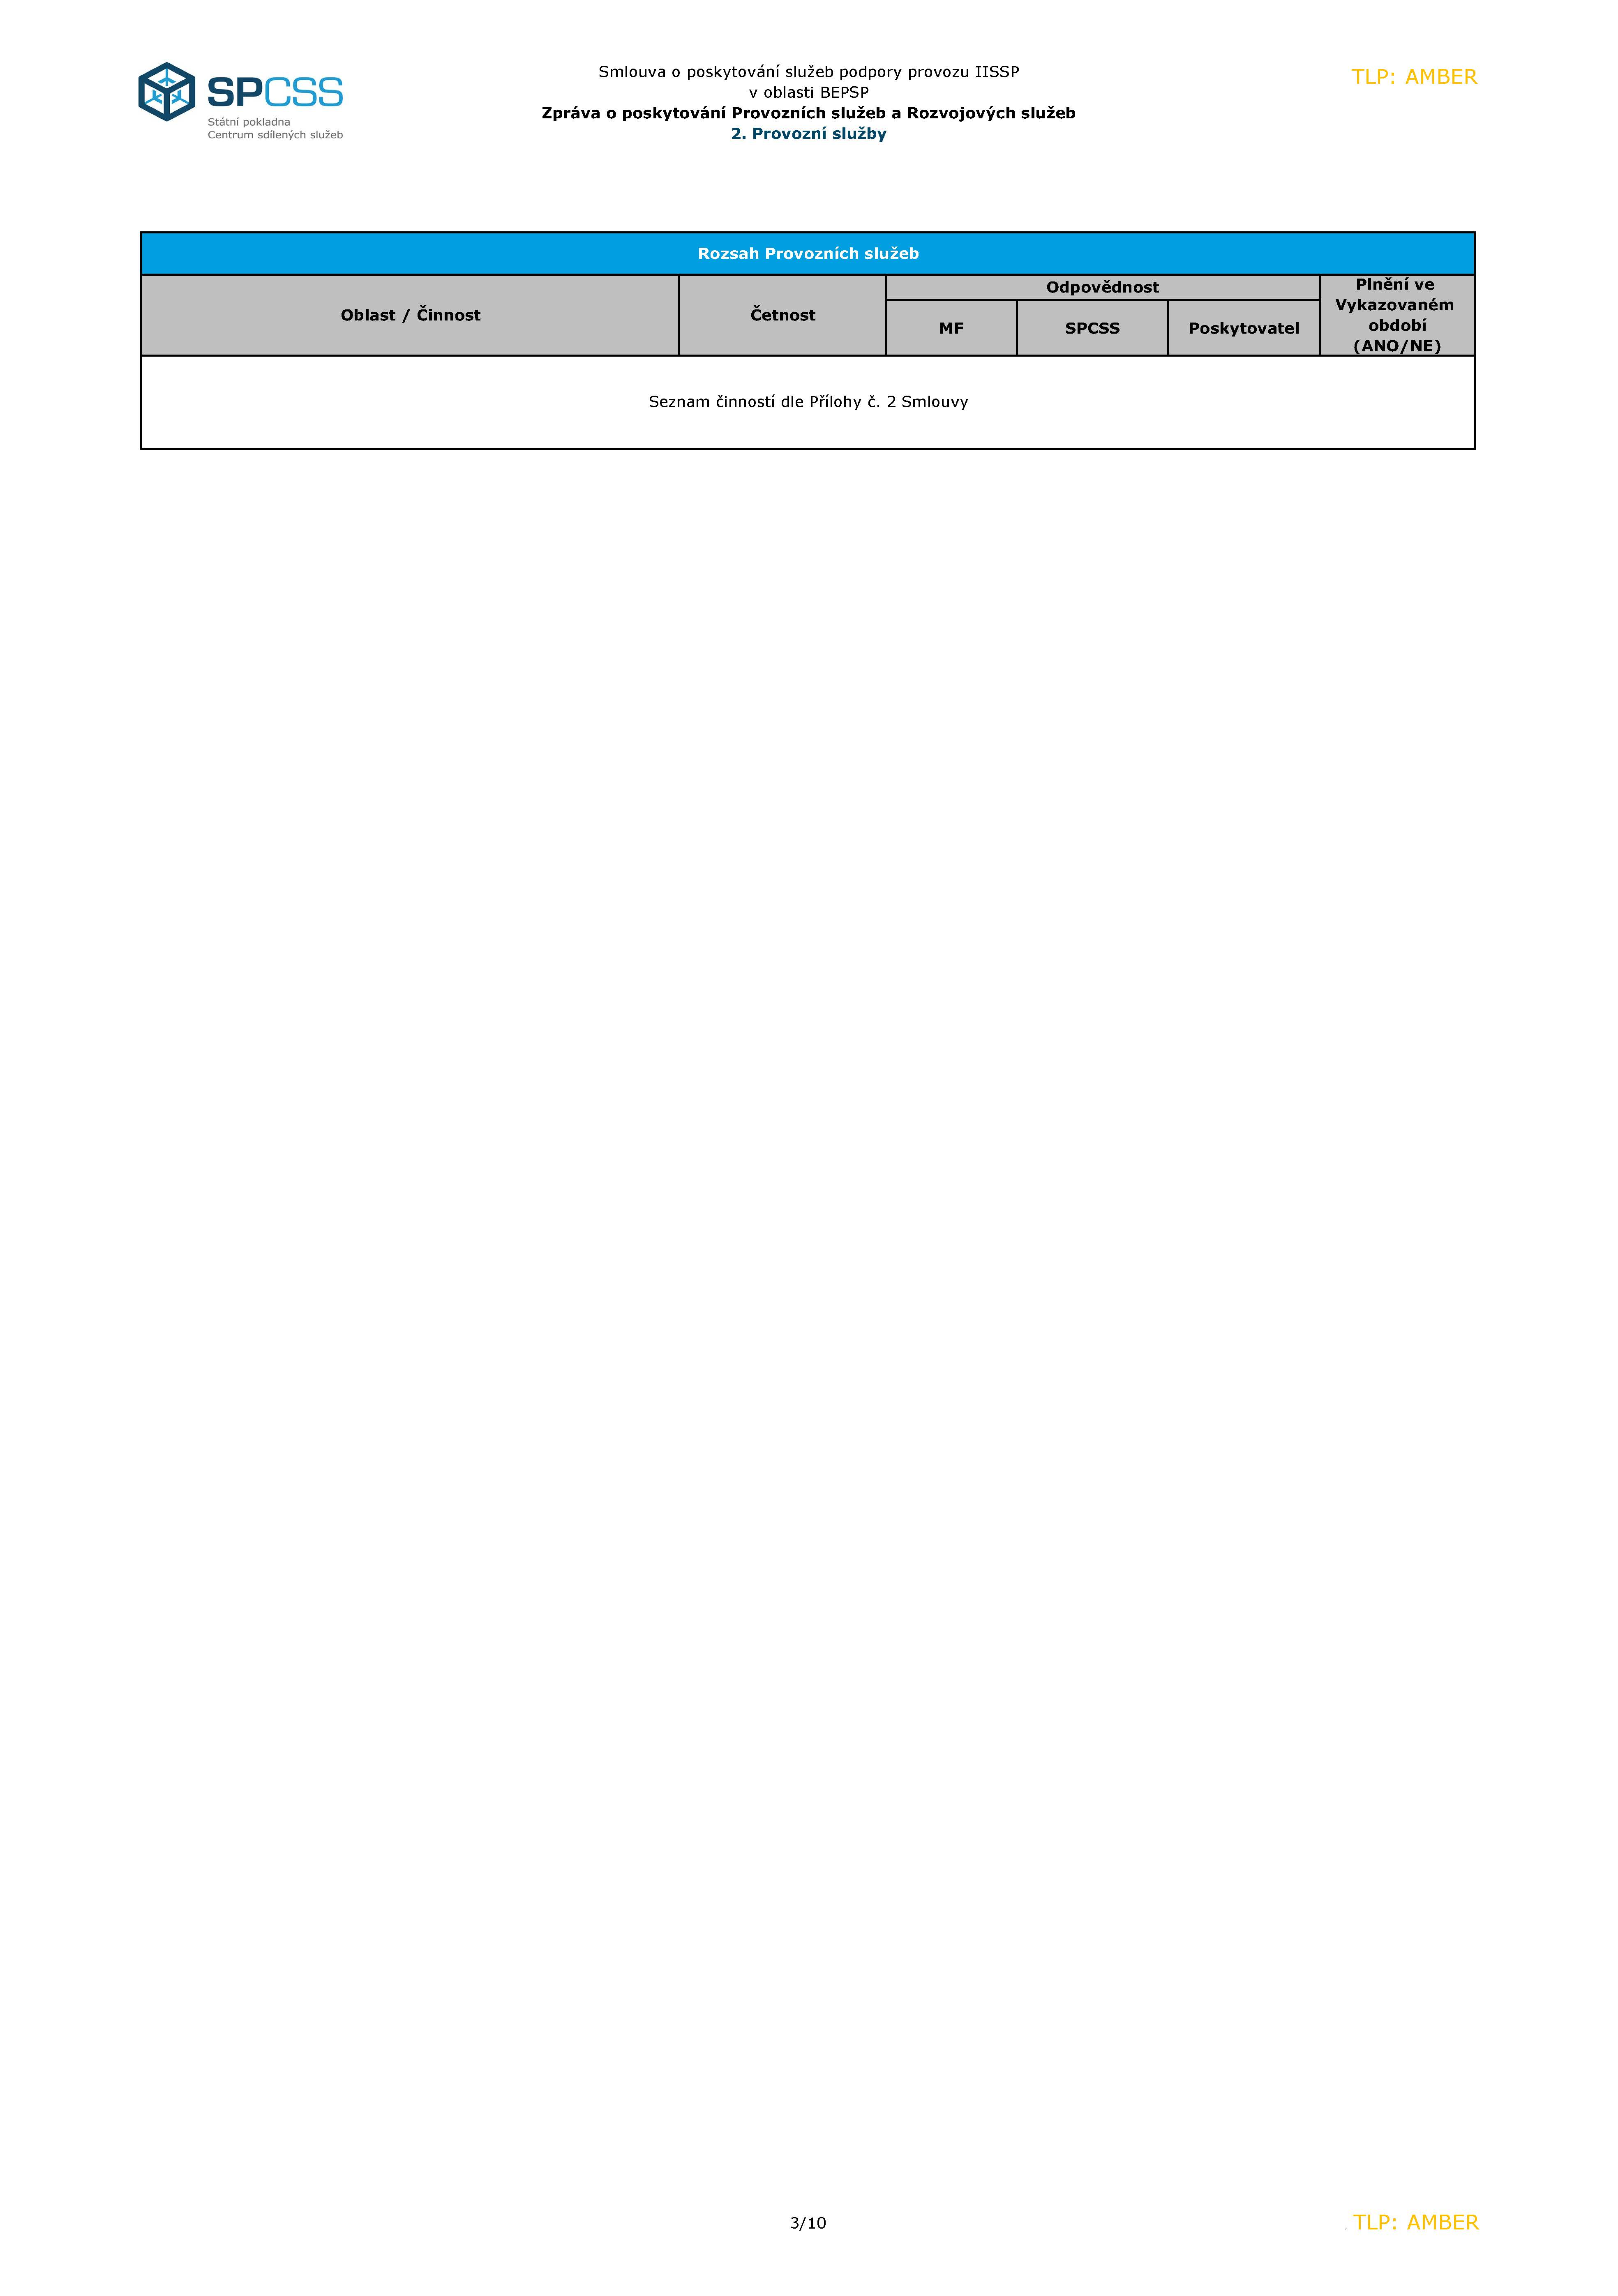 SPCSS
Státní pokladna
Centrum sdílených služeb
Smlouva o poskytování služeb podpory provozu IISSP
v oblasti BEPSP
Zpráva o poskytování Provozních služeb a Rozvojových služeb
2. Provozní služby
TLP: AMBER
Rozsah Provozních služeb
Oblast / Činnost
Četnost
Odpovědnost
MF
SPCSS
Poskytovatel
Plnění ve
Vykazovaném
období
(ANO/NE)
Seznam činností dle Přílohy č. 2 Smlouvy
3/10
. TLP: AMBER